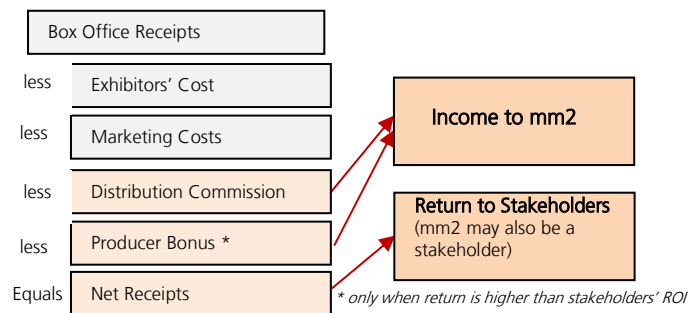 Box Office Receipts
less Exhibitors' Cost
less Marketing Costs
less Distribution Commission
less Producer Bonus *
Equals Net Receipts
Income to mm2
Return to Stakeholders
(mm2 may also be a
stakeholder)
* only when return is higher than stakeholders' ROI